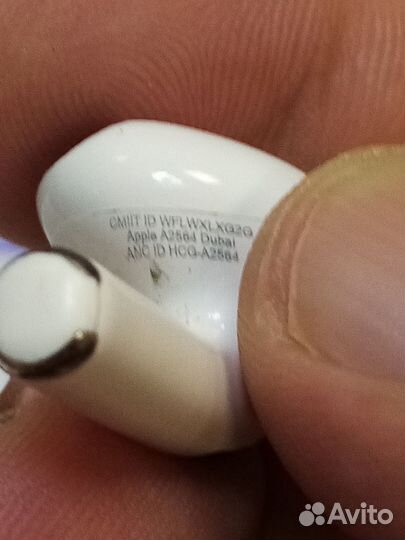 CMIIT ID WFLWXLXG2G
Apple A2564 Dubai
ANC ID HCG-A2564
Avito